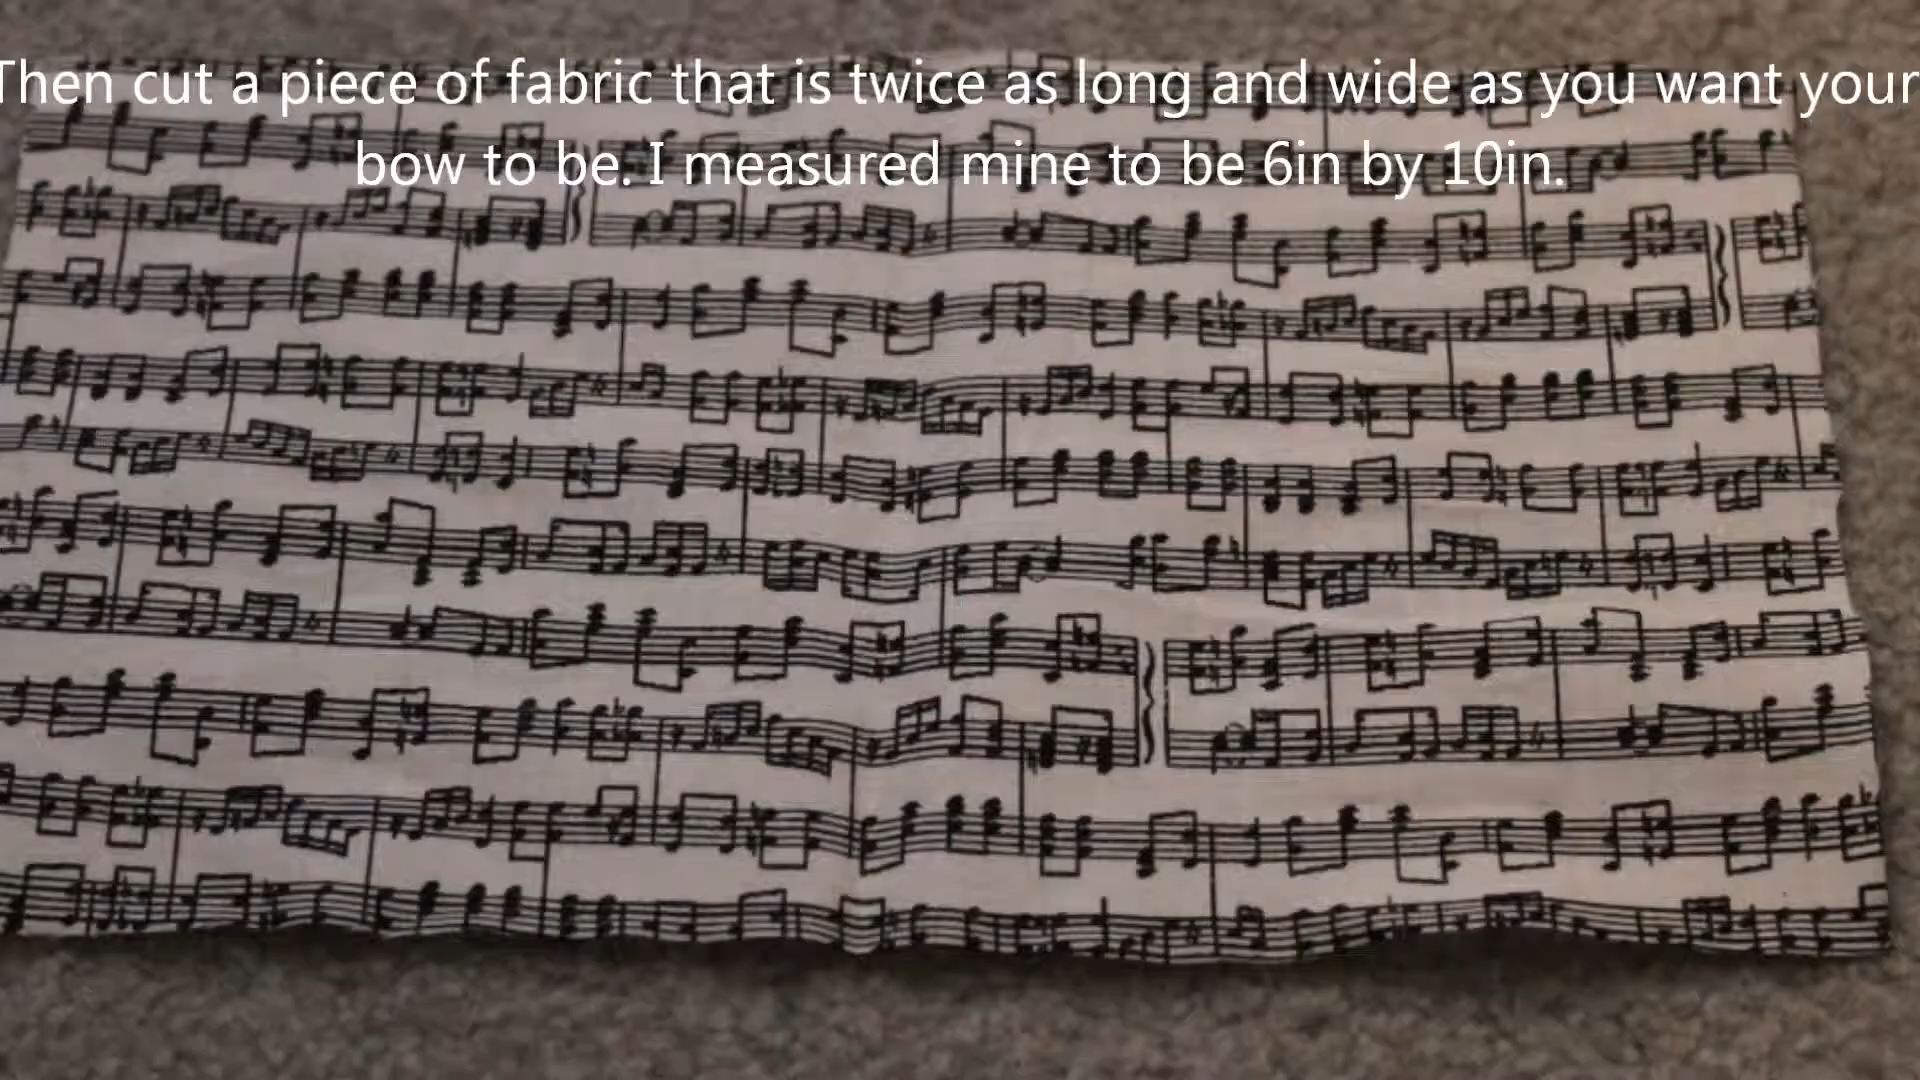 Then cut a piece of fabric that is twice as long and wide as you want your
bow to be. I measured mine to be 6in by 10in.